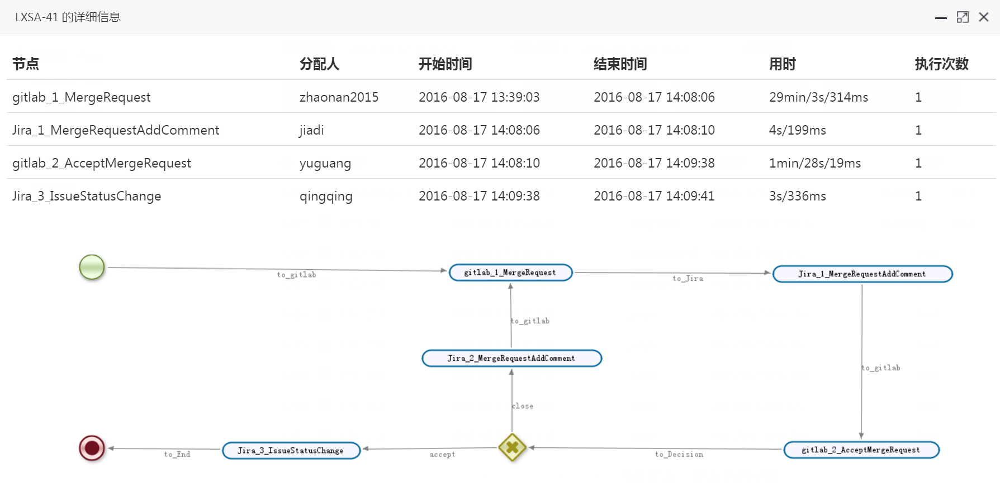 LXSA-41 的详细信息
节点 分配人 开始时间 结束时间 用时 执行次数
gitlab_1_MergeRequest zhaonan2015 2016-08-17 13:39:03 2016-08-17 14:08:06 29min/3s/314ms 1
Jira_1_MergeRequestAddComment jiadi 2016-08-17 14:08:06 2016-08-17 14:08:10 4s/199ms 1
gitlab_2_AcceptMergeRequest yuguang 2016-08-17 14:08:10 2016-08-17 14:09:38 1min/28s/19ms 1
Jira_3_IssueStatusChange qingqing 2016-08-17 14:09:38 2016-08-17 14:09:41 3s/336ms 1
to_gitlab
gitlab_1_MergeRequest
to_Jira
Jira_1_MergeRequestAddComment
to_gitlab
Jira_2_MergeRequestAddComment
to_gitlab
close
to_End
Jira_3_IssueStatusChange
accept
to_Decision
gitlab_2_AcceptMergeRequest